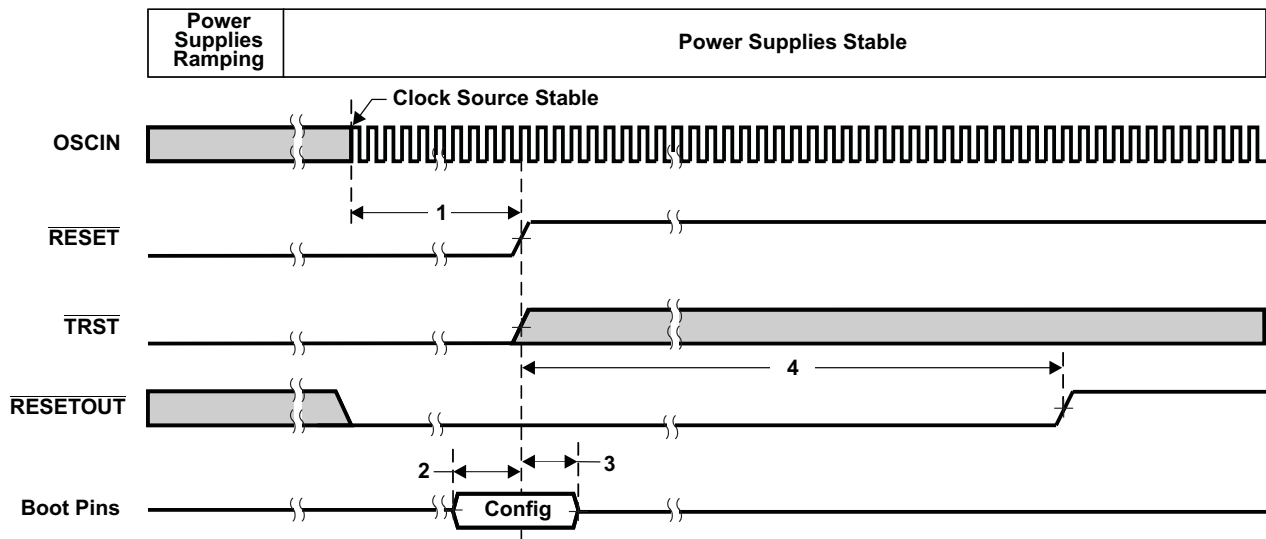 Power
Supplies
Ramping
Power Supplies Stable
Clock Source Stable
OSCIN
1
RESET
TRST
4
RESETOUT
2
3
Boot Pins
Config